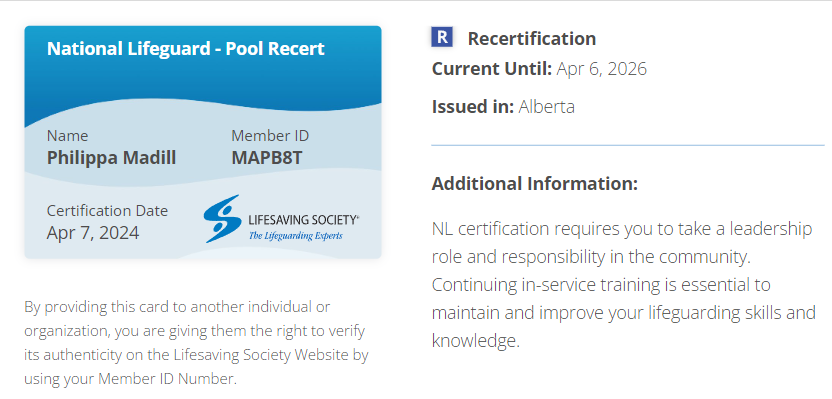 National Lifeguard - Pool Recert
Name
Member ID
Philippa Madill
MAPB8T
Certification Date
Apr 7, 2024
LIFESAVING SOCIETY®
The Lifeguarding Experts
By providing this card to another individual or
organization, you are giving them the right to verify
its authenticity on the Lifesaving Society Website by
using your Member ID Number.
R Recertification
Current Until: Apr 6, 2026
Issued in: Alberta
Additional Information:
NL certification requires you to take a leadership
role and responsibility in the community.
Continuing in-service training is essential to
maintain and improve your lifeguarding skills and
knowledge.